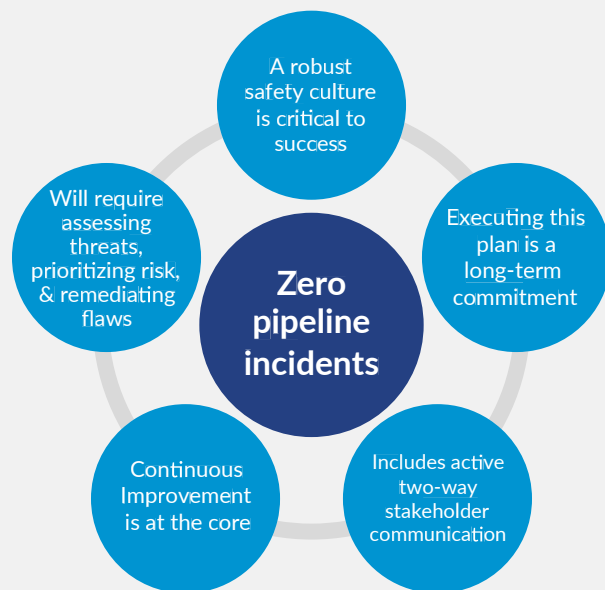 A robust
safety culture
is critical to
success
Executing this
plan is a
long-term
commitment
Includes active
two-way
stakeholder
communication
Continuous
Improvement
is at the core
Will require
assessing
threats,
prioritizing risk,
& remediating
flaws
Zero
pipeline
incidents